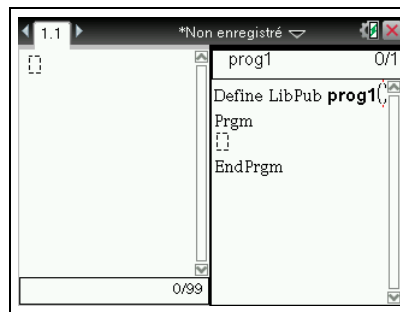 1.1
*Non enregistré
prog1
0/1
Define LibPub prog1()
Prgm
EndPrgm
0/99